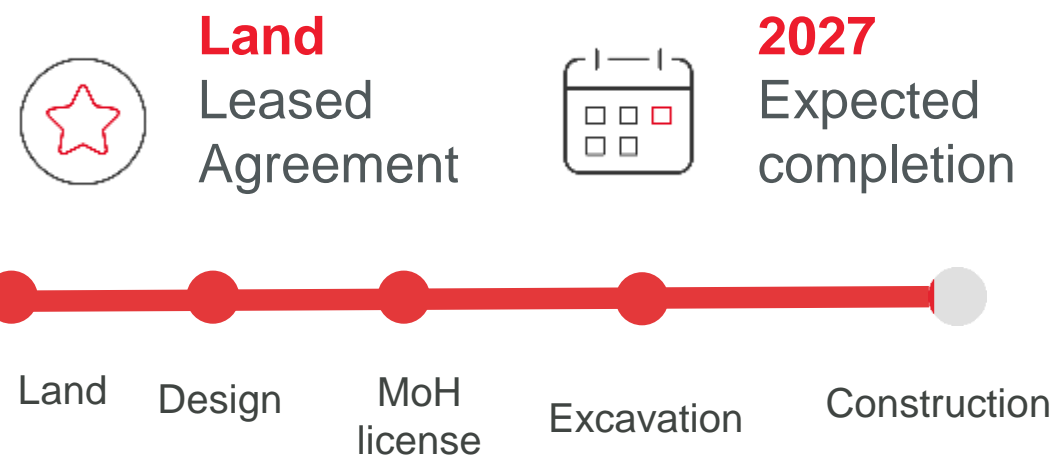 Land
Leased
Agreement
2027
Expected
completion
Land
Design
MoH
license
Excavation
Construction